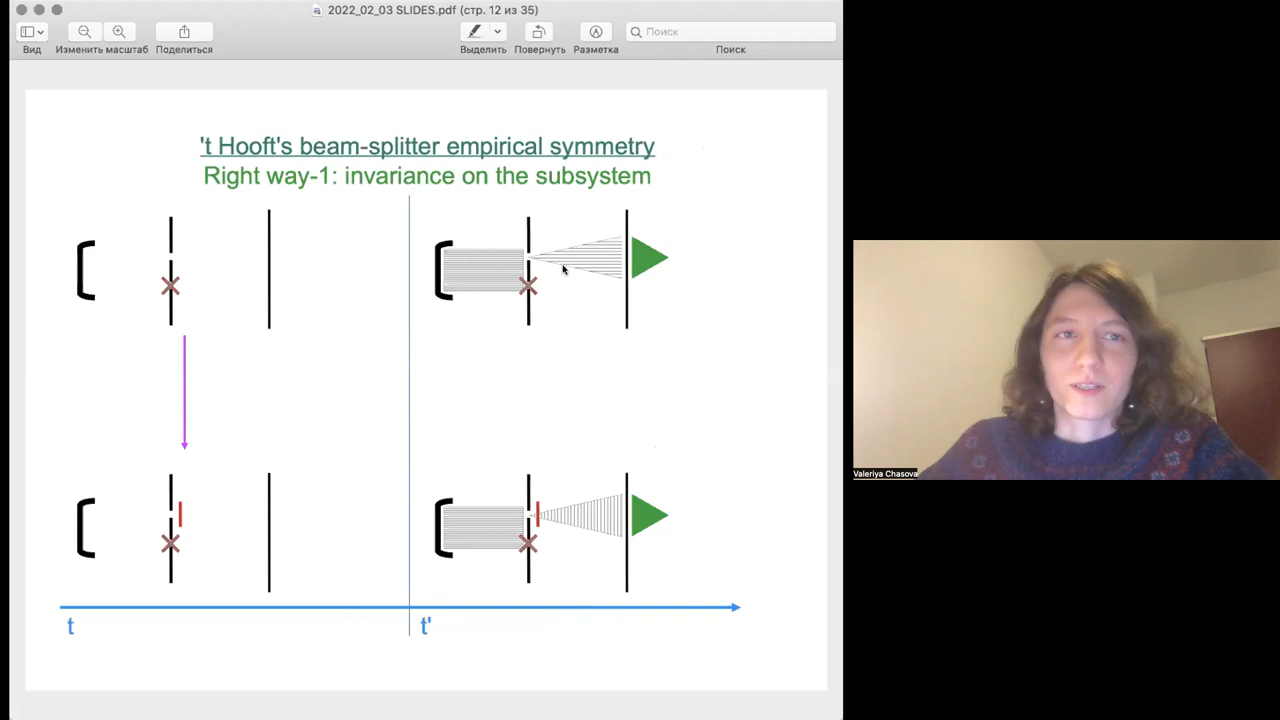 2022_02_03 SLIDES.pdf (стр. 12 из 35)
Вид
Изменить масштаб
Поделиться
Выделить
Повернуть
Разметка
Поиск
Поиск
't Hooft's beam-splitter empirical symmetry
Right way-1: invariance on the subsystem
t
t'
Valeriya Chasova